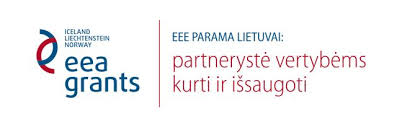 ICELAND
LIECHTENSTEIN
NORWAY
eea
grants
EEE PARAMA LIETUVAI:
partnerystė vertybėms
kurti ir išsaugoti